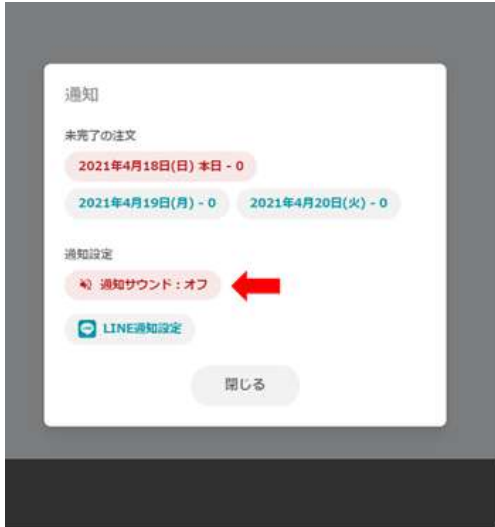 通知
未完了の注文
2021年4月18日(日) 本日 - 0
2021年4月19日(月) - 0 2021年4月20日(火) - 0
通知設定
通知サウンド : オフ
LINE通知設定
閉じる